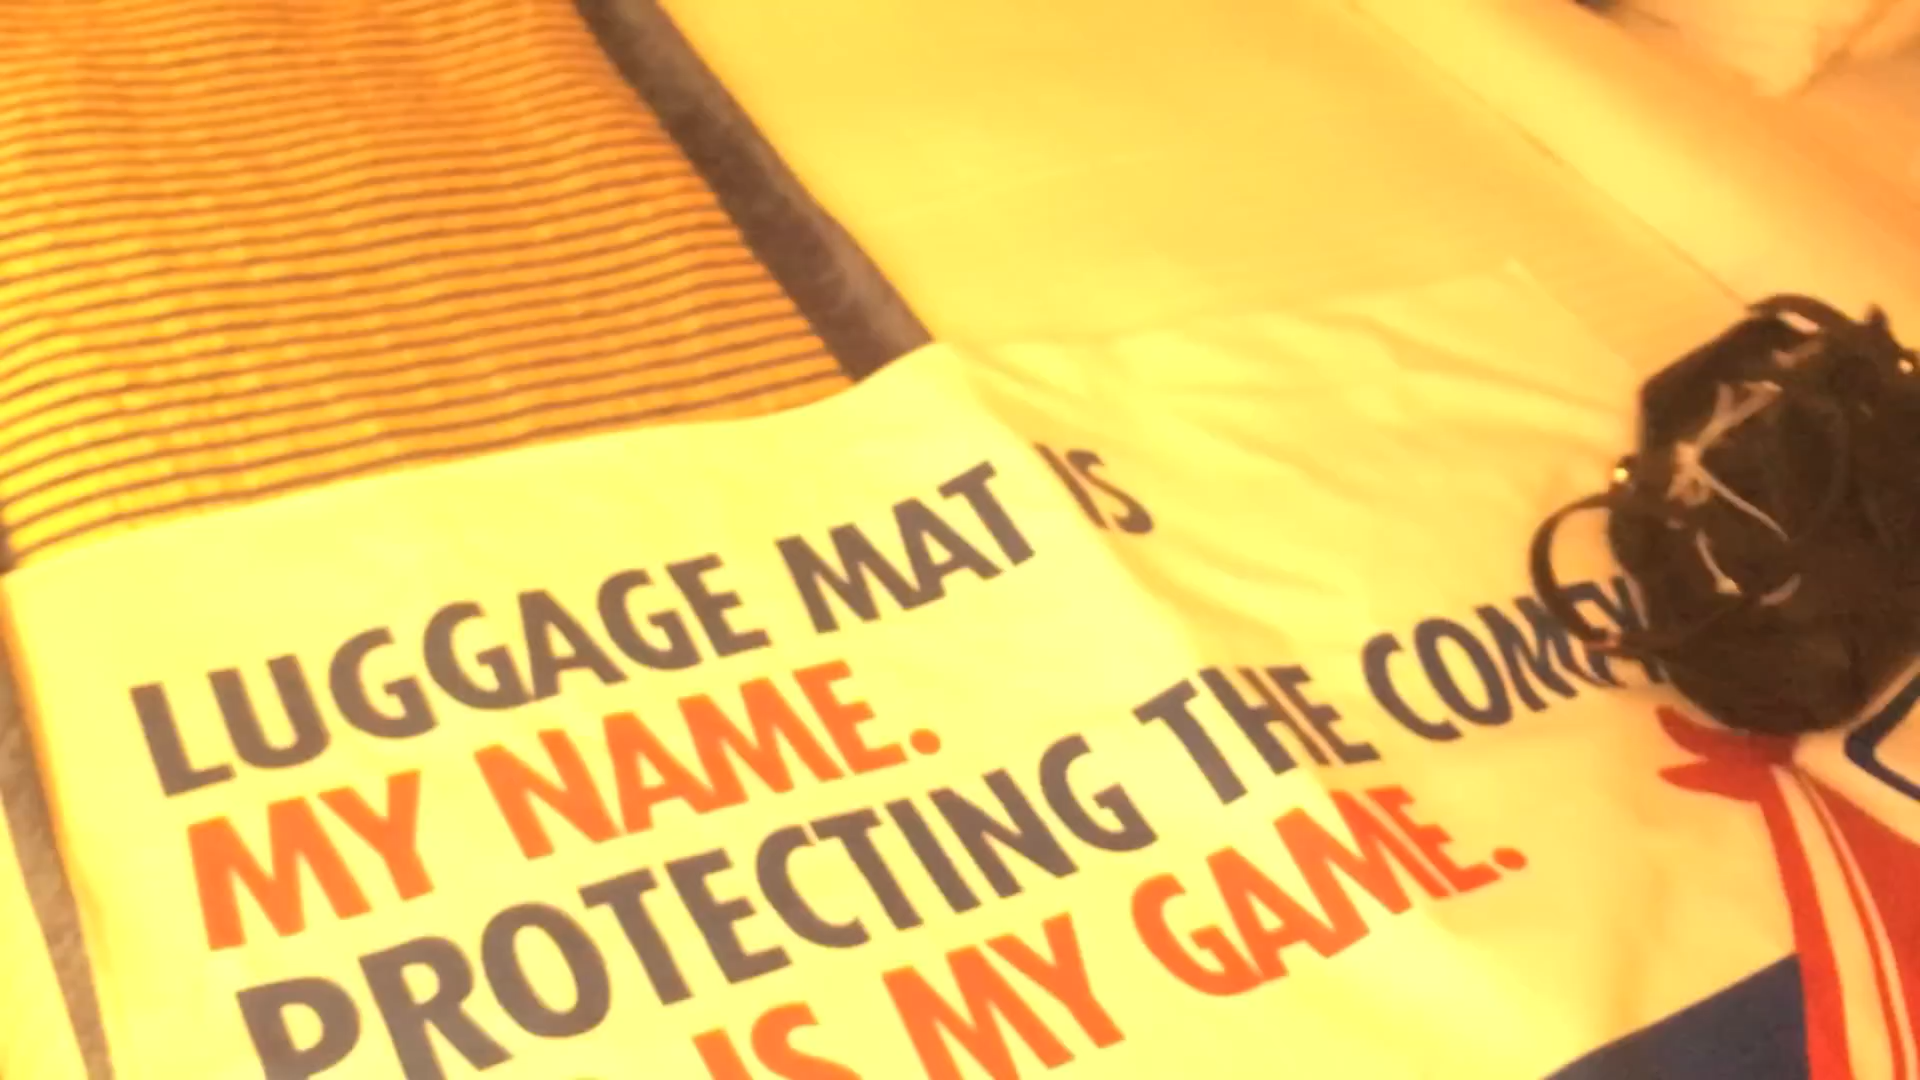 LUGGAGE MAT IS
MY NAME.
PROTECTING THE
IS MY GAME.